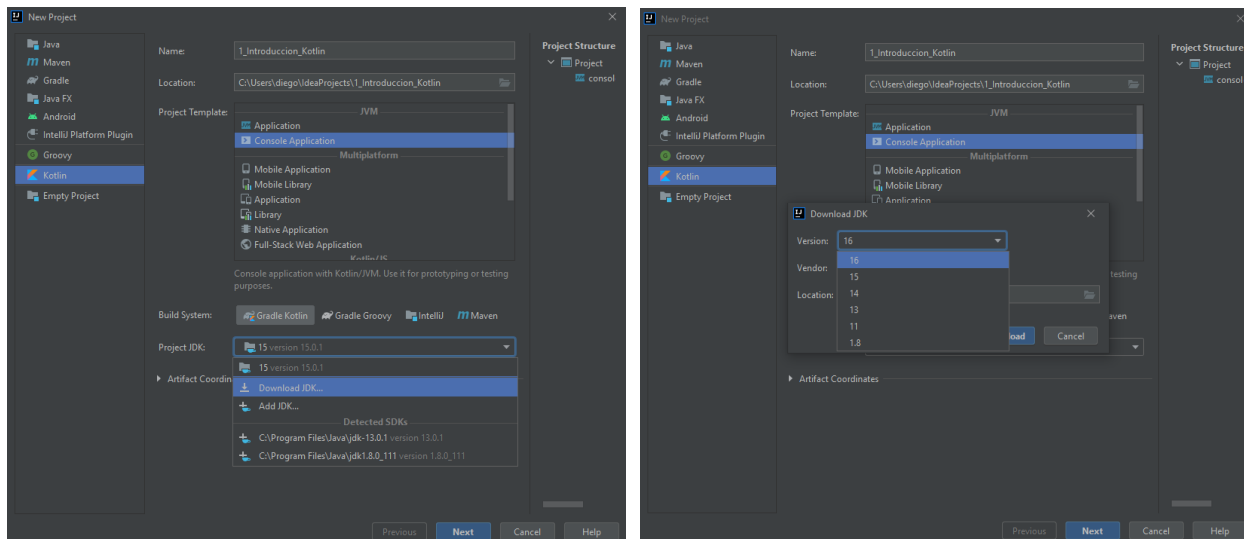 New Project
Java
Maven
Gradle
Java FX
Android
IntelliJ Platform Plugin
Groovy
Kotlin
Empty Project
Name: 1_Introduccion_Kotlin
Location: C:\Users\diego\IdeaProjects\1_Introduccion_Kotlin
Project Template:
JVM
Application
Console Application
Multiplatform
Mobile Application
Mobile Library
Application
Library
Native Application
Full-Stack Web Application
Kotlin/JS
Console application with Kotlin/JVM. Use it for prototyping or testing
purposes.
Build System: Gradle Kotlin Gradle Groovy IntelliJ Maven
Project JDK: 15 version 15.0.1
15 version 15.0.1
Artifact Coordin
Download JDK...
Add JDK...
Detected SDKs
C:\Program Files\Java\jdk-13.0.1 version 13.0.1
C:\Program Files\Java\jdk1.8.0_111 version 1.8.0_111
Project Structure
Project
consol
Previous Next Cancel Help
New Project
Java
Maven
Gradle
Java FX
Android
IntelliJ Platform Plugin
Groovy
Kotlin
Empty Project
Name: 1_Introduccion_Kotlin
Location: C:\Users\diego\IdeaProjects\1_Introduccion_Kotlin
Project Template:
JVM
Application
Console Application
Multiplatform
Mobile Application
Mobile Library
Application
Download JDK
Version: 16
16
15
14
13
11
1.8
Vendor:
Location:
testing
aven
oad Cancel
Artifact Coordinates
Project Structure
Project
consol
Previous Next Cancel Help